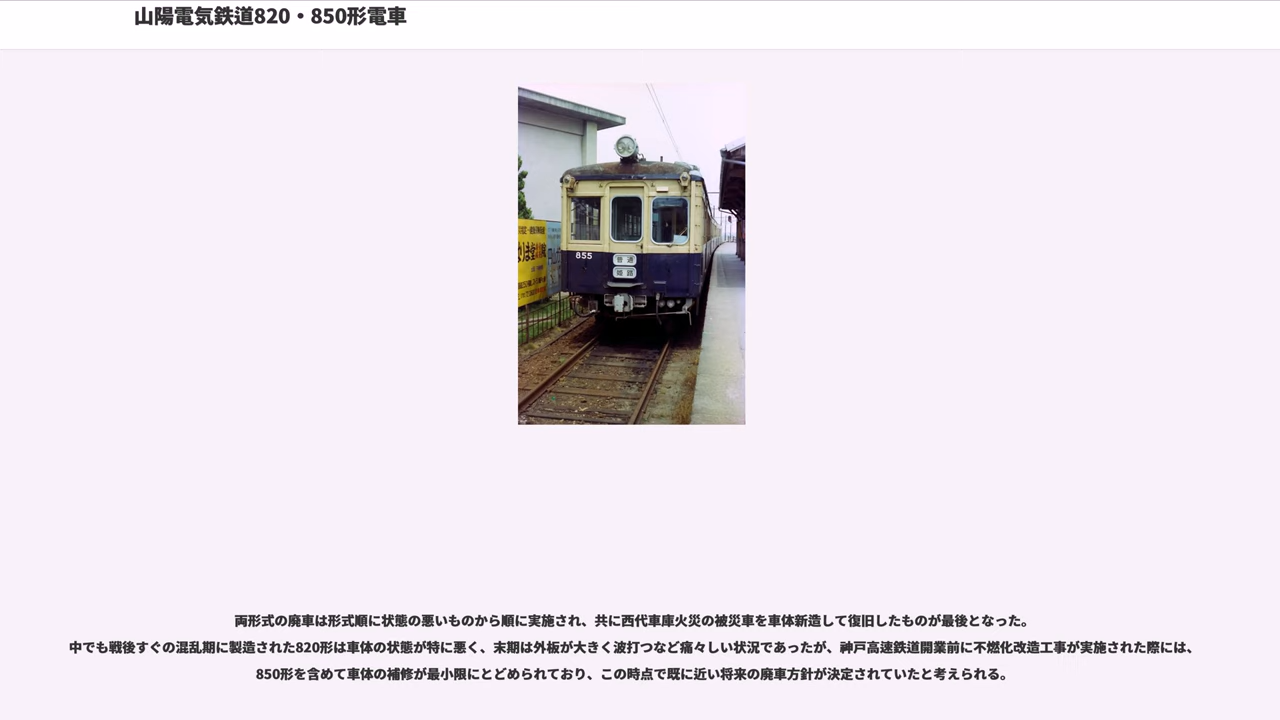 山陽電気鉄道820・850形電車
855
普通
姫路
両形式の廃車は形式順に状態の悪いものから順に実施され、共に西代車庫火災の被災車を車体新造して復旧したものが最後となった。
中でも戦後すぐの混乱期に製造された820形は車体の状態が特に悪く、末期は外板が大きく波打つなど痛々しい状況であったが、神戸高速鉄道開業前に不燃化改造工事が実施された際には、
850形を含めて車体の補修が最小限にとどめられており、この時点で既に近い将来の廃車方針が決定されていたと考えられる。